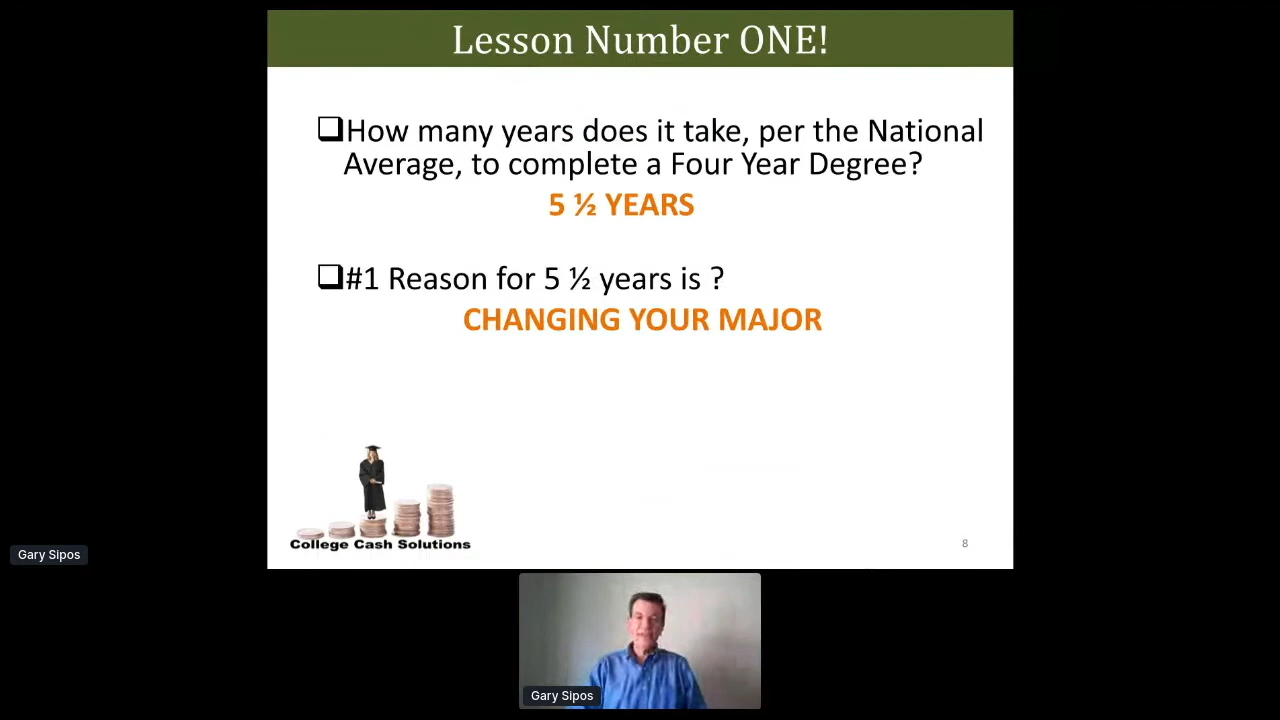 Lesson Number ONE!
How many years does it take, per the National
Average, to complete a Four Year Degree?
5 ½ YEARS
#1 Reason for 5 ½ years is ?
CHANGING YOUR MAJOR
College Cash Solutions
8
Gary Sipos
Gary Sipos